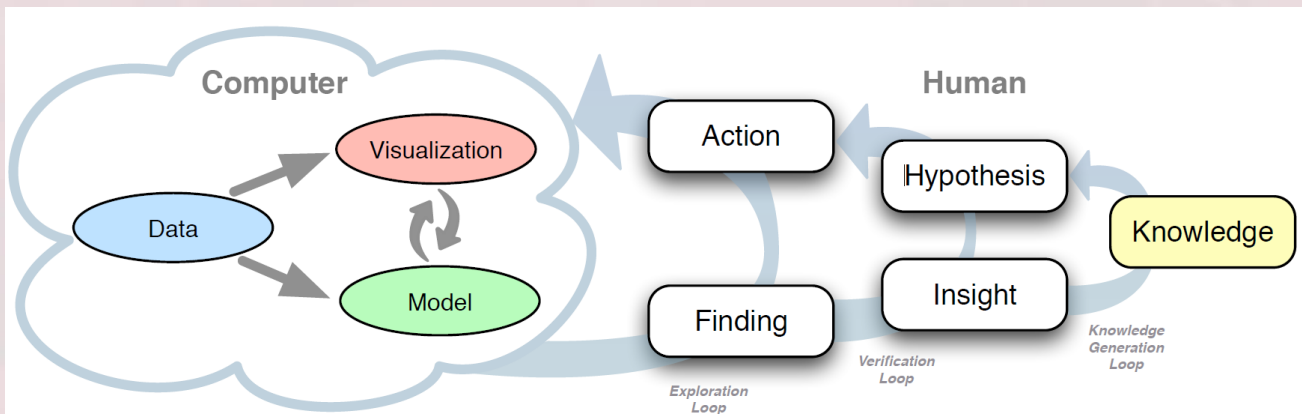 Computer
Human
Visualization
Data
Model
Action
Hypothesis
Knowledge
Finding
Insight
Exploration
Loop
Verification
Loop
Knowledge
Generation
Loop